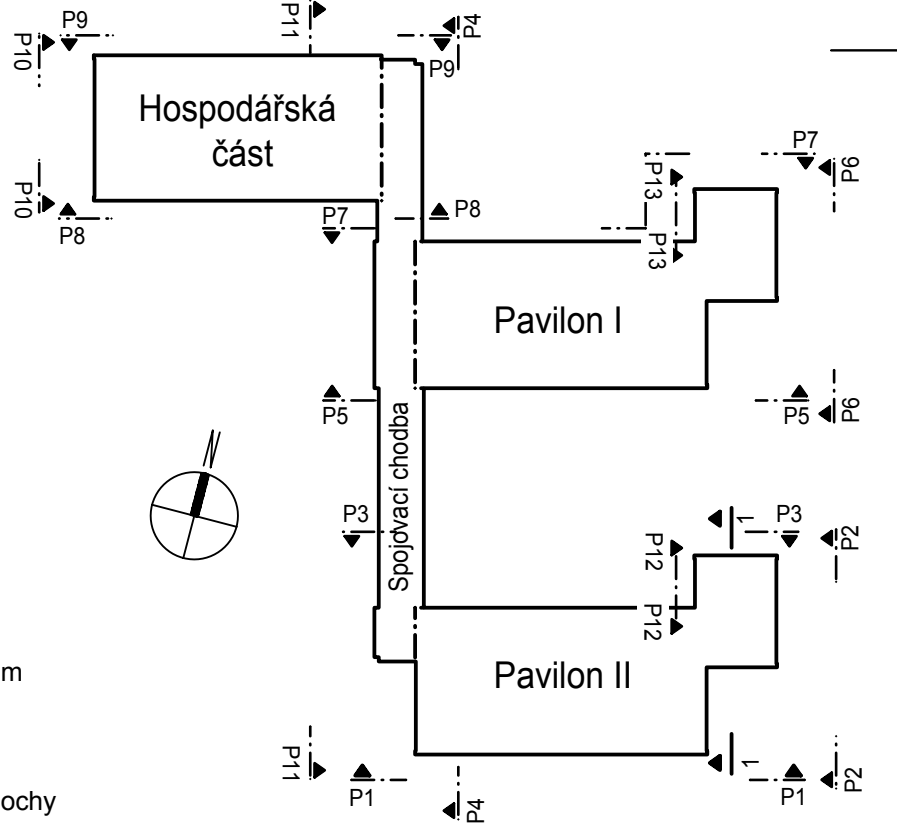 P11
P4
P9
P10
P9
Hospodářská
část
P7
P6
P13
P10
P8
P7
P8
P13
Pavilon I
P5
P5
P6
Spojovací chodba
P3
1
P3
P2
P12
P12
m
Pavilon II
P11
1
P1
P4
P1
P2
ochy